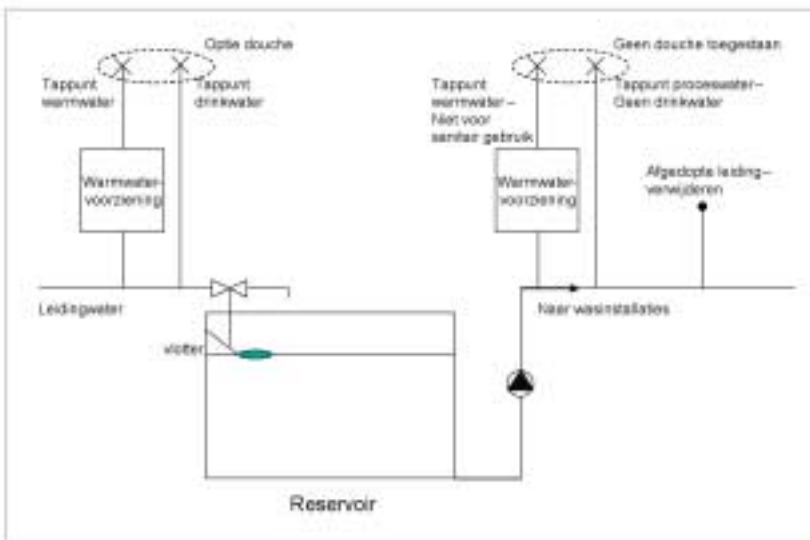 Optie douche
Tappunt
warmwater
Tappunt
drinkwater
Warmwater-
voorziening
Leidingwater
vlotter
Reservoir
Geen douche toegestaan
Tappunt
warmwater–
Niet voor
sanitair gebruik
Tappunt proceswater–
Geen drinkwater
Warmwater-
voorziening
Afgedopte leiding–
verwijderen
Naar wasinstallaties